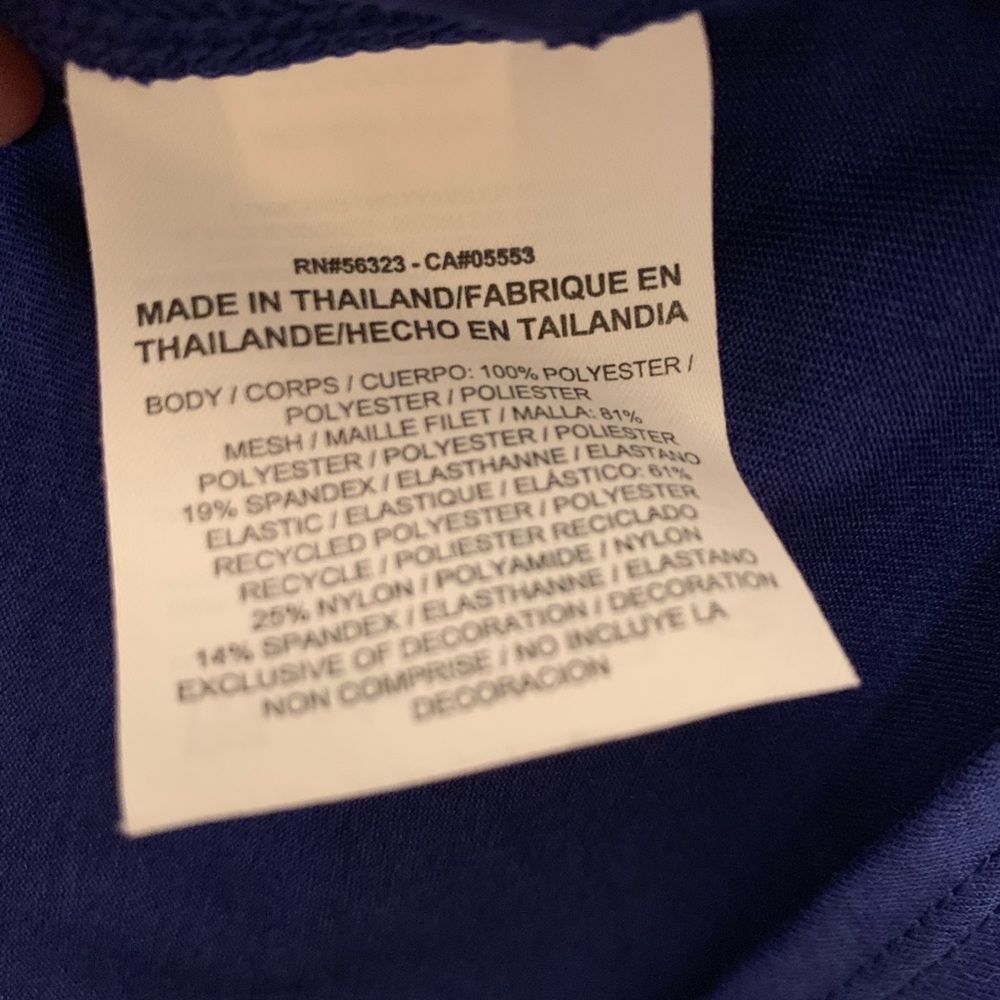 RN#56323 - CA#05553
MADE IN THAILAND/FABRIQUE EN
THAILANDE/HECHO EN TAILANDIA
BODY / CORPS / CUERPO: 100% POLYESTER /
POLYESTER / POLIESTER
MESH / MAILLE FILET / MALLA: 81%
POLYESTER / POLYESTER / POLIESTER
19% SPANDEX / ELASTHANNE / ELASTANO
ELASTIC / ELASTIQUE / ELÁSTICO: 61%
RECYCLED POLYESTER / POLYESTER
RECYCLE / POLIESTER RECICLADO
25% NYLON / POLYAMIDE / NYLON
14% SPANDEX / ELASTHANNE / ELASTANO
EXCLUSIVE OF DECORATION / DECORATION
NON COMPRISE / NO INCLUYE LA
DECORACION